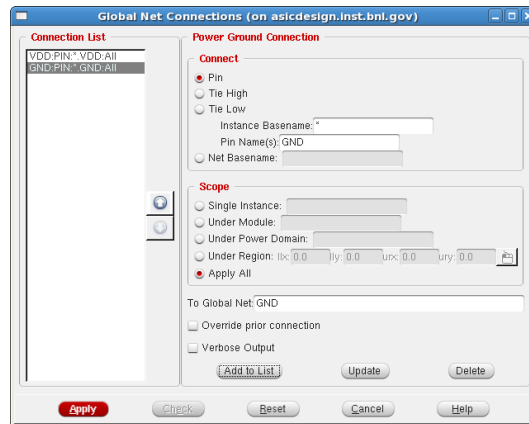 Global Net Connections (on asicdesign.inst.bnl.gov)
Connection List
VDD:PIN:*.VDD:All
GND:PIN:*.GND:All
Power Ground Connection
Connect
Pin
Tie High
Tie Low
Instance Basename: *
Pin Name(s): GND
Net Basename:
Scope
Single Instance:
Under Module:
Under Power Domain:
Under Region: llx: 0.0 lly: 0.0 urx: 0.0 ury: 0.0
Apply All
To Global Net: GND
Override prior connection
Verbose Output
Add to List Update Delete
Apply Check Reset Cancel Help